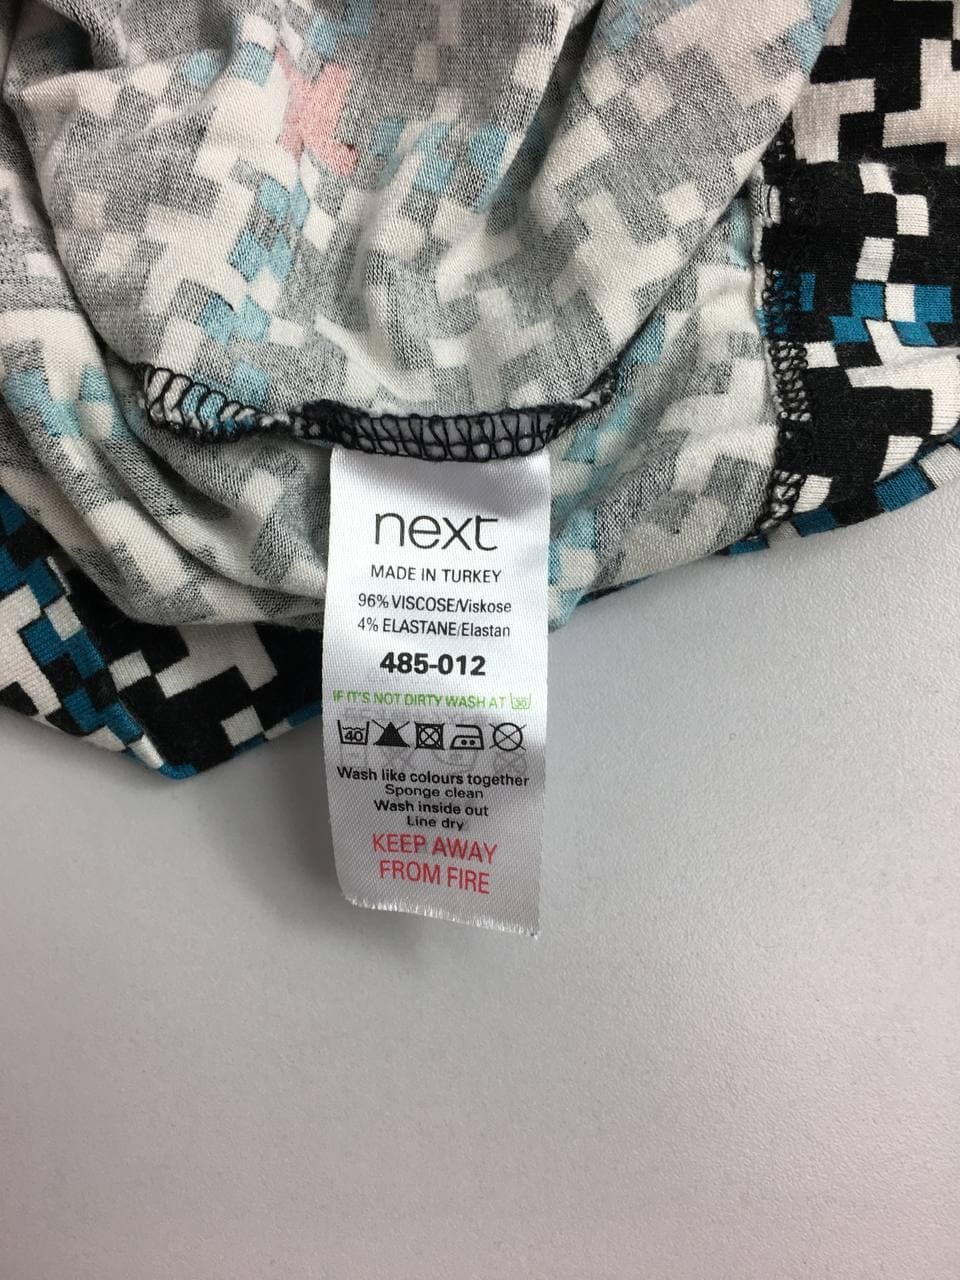 next
MADE IN TURKEY
96% VISCOSE/Viskose
4% ELASTANE/Elastan
485-012
IF IT'S NOT DIRTY WASH AT 30
40
Wash like colours together
Sponge clean
Wash inside out
Line dry
KEEP AWAY
FROM FIRE